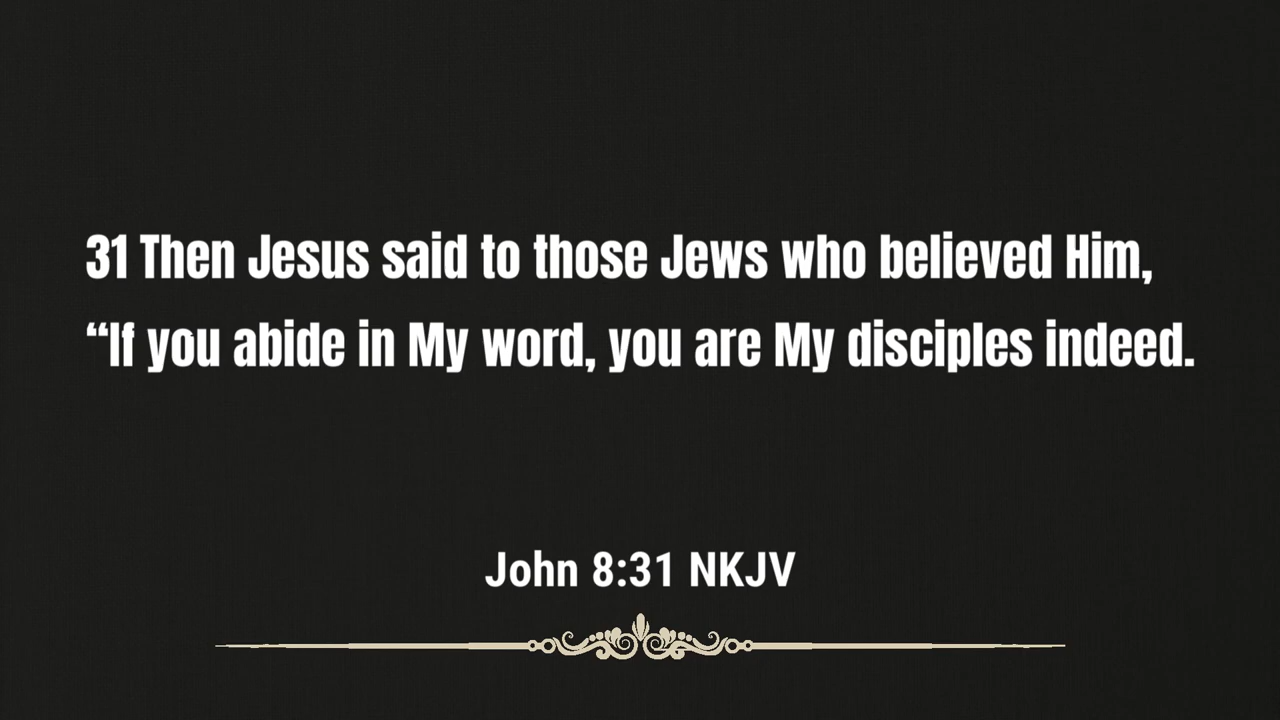 31 Then Jesus said to those Jews who believed Him,
“If you abide in My word, you are My disciples indeed.
John 8:31 NKJV